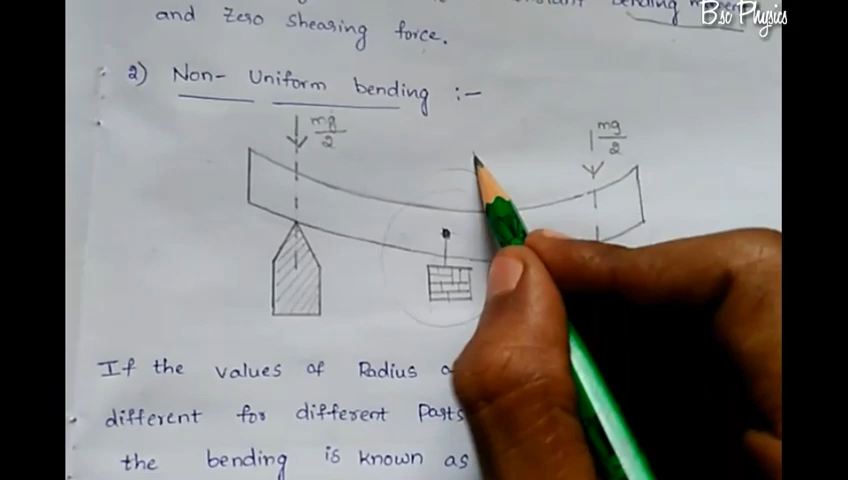 bending
Bsc Physics
and Zero shearing force.
2) Non- Uniform bending :-
mg/2
mg/2
If the values of Radius
different for different Parts
the bending is known as